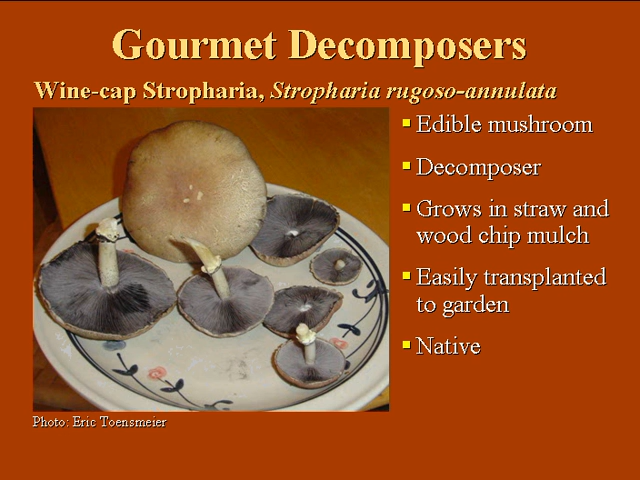 Gourmet Decomposers
Wine-cap Stropharia, Stropharia rugoso-annulata
Edible mushroom
Decomposer
Grows in straw and
wood chip mulch
Easily transplanted
to garden
Native
Photo: Eric Toensmeier